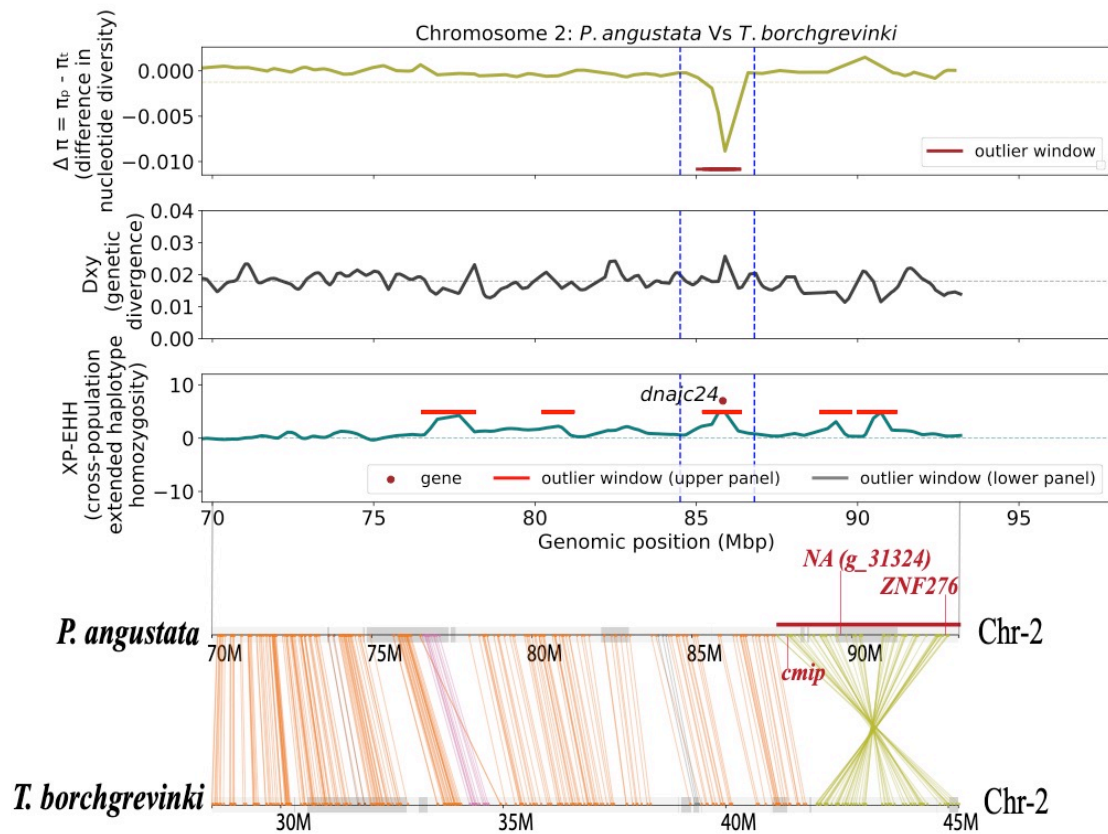 Chromosome 2: P. angustata Vs T. borchgrevinki
Δ π = πp - πt
(difference in
nucleotide diversity)
0.000
−0.005
−0.010
outlier window
Dxy
(genetic
divergence)
0.04
0.03
0.02
0.01
0.00
XP-EHH
(cross-population
extended haplotype
homozygosity)
10
0
−10
dnajc24
gene
outlier window (upper panel)
outlier window (lower panel)
70
75
80
85
90
95
Genomic position (Mbp)
NA (g_31324)
ZNF276
P. angustata
Chr-2
70M
75M
80M
85M
90M
cmip
T. borchgrevinki
Chr-2
30M
35M
40M
45M